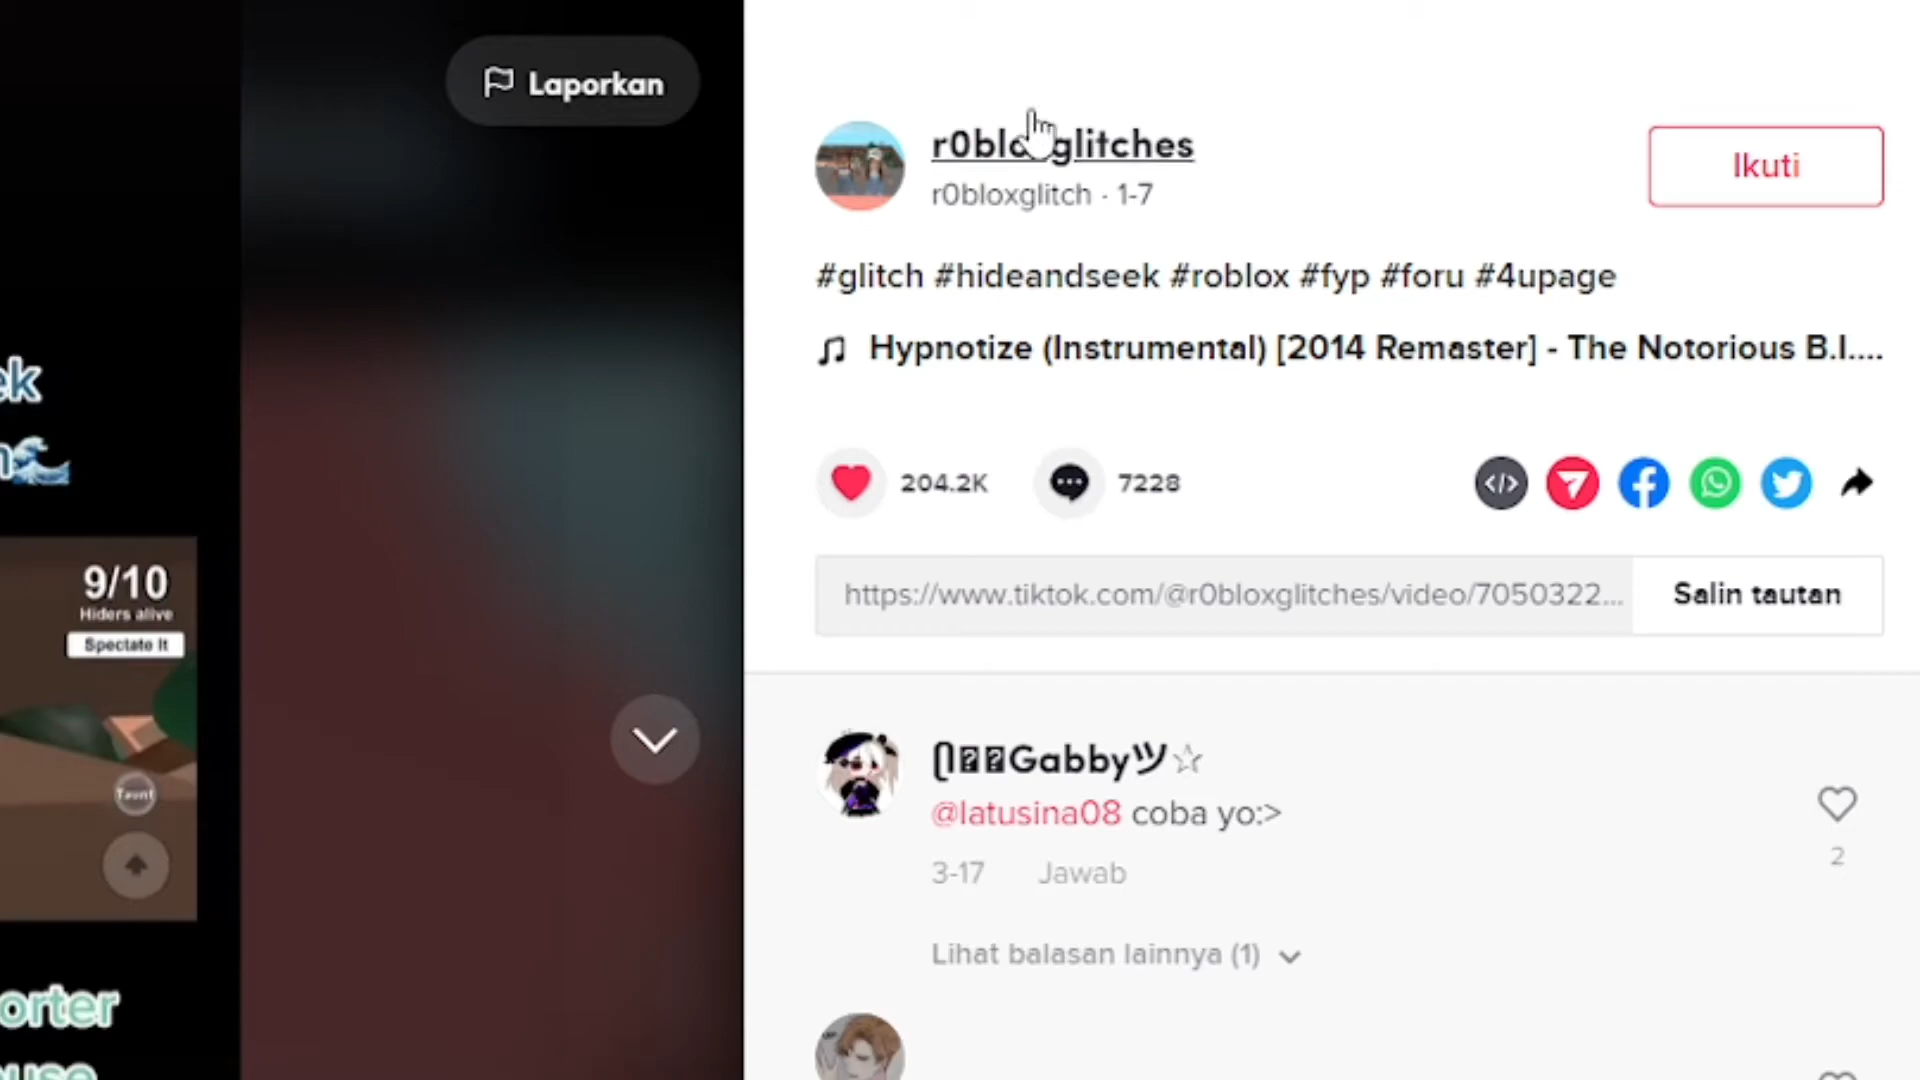 Laporkan
r0bloxglitches
r0bloxglitch · 1-7
Ikuti
#glitch #hideandseek #roblox #fyp #foru #4upage
Hypnotize (Instrumental) [2014 Remaster] - The Notorious B.I....
204.2K
7228
https://www.tiktok.com/@r0bloxglitches/video/7050322...
Salin tautan
9/10
Hiders alive
Spectate It
Taunt
Gabbyツ☆
@latusina08 coba yo:>
3-17 Jawab
2
Lihat balasan lainnya (1)